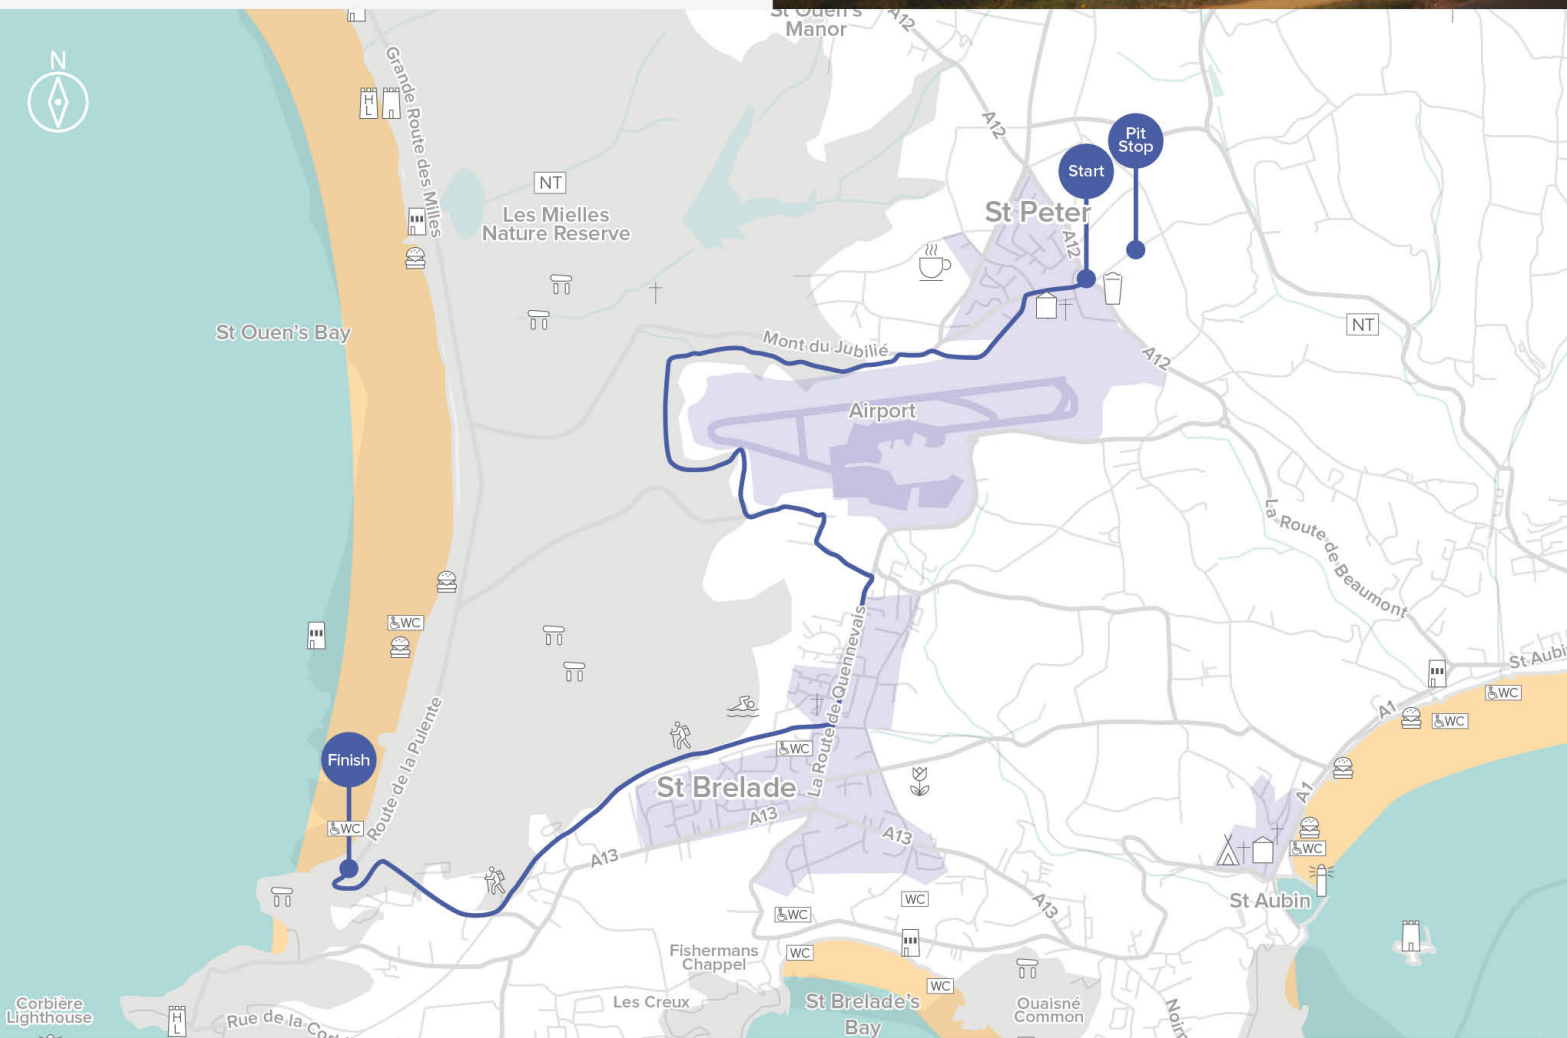 St Ouen's
Manor
A12
N
Grande Route des Milles
H
L
A12
Pit
Stop
Start
NT
St Peter
Les Mielles
Nature Reserve
A12
St Ouen's Bay
NT
Mont du Jubilié
A12
Airport
La Route de Beaumont
WC
La Route de Quennevais
St Aubi
WC
A1
WC
Route de la Pulente
WC
Finish
St Brelade
A1
A13
WC
A13
WC
A13
St Aubin
WC
A13
WC
Fishermans
Chappel
WC
WC
Les Creux
St Brelade's
Bay
Ouaisné
Common
Noirm
Corbière
Lighthouse
H
L
Rue de la Cor